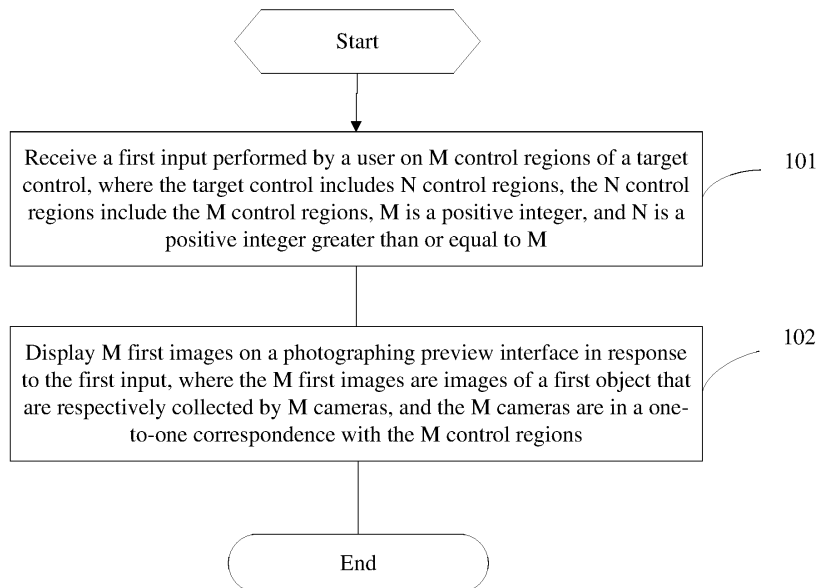 Start
Receive a first input performed by a user on M control regions of a target
control, where the target control includes N control regions, the N control
regions include the M control regions, M is a positive integer, and N is a
positive integer greater than or equal to M
101
Display M first images on a photographing preview interface in response
to the first input, where the M first images are images of a first object that
are respectively collected by M cameras, and the M cameras are in a one-
to-one correspondence with the M control regions
102
End